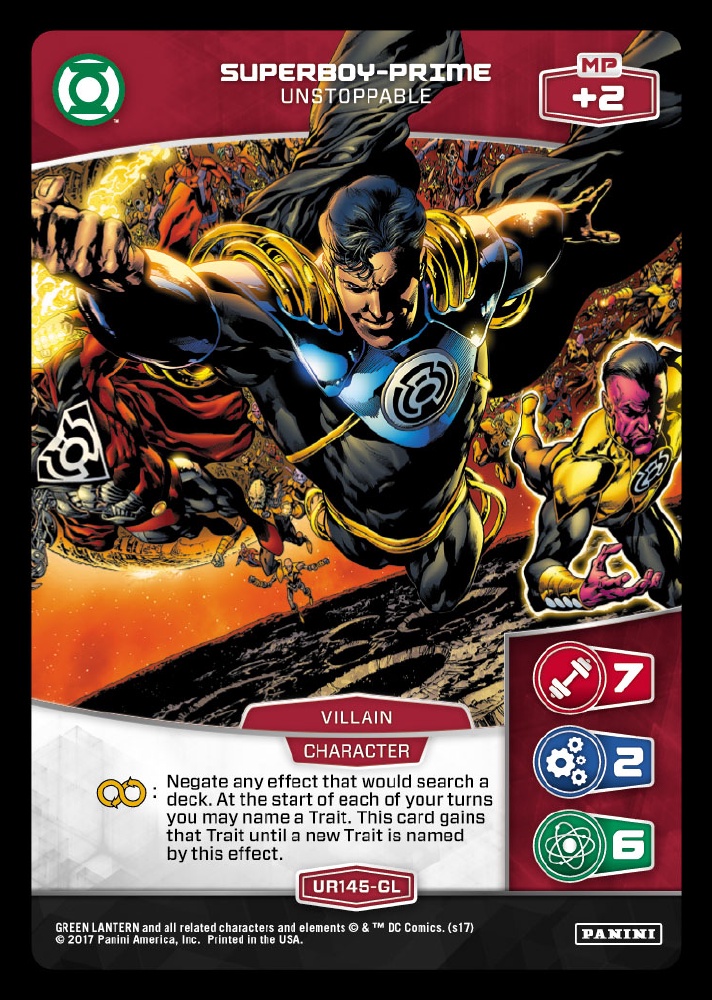 SUPERBOY-PRIME
UNSTOPPABLE
MP
+2
7
2
6
VILLAIN
CHARACTER
: Negate any effect that would search a
deck. At the start of each of your turns
you may name a Trait. This card gains
that Trait until a new Trait is named
by this effect.
UR145-GL
GREEN LANTERN and all related characters and elements © & ™ DC Comics. (s17)
© 2017 Panini America, Inc. Printed in the USA.
PANINI